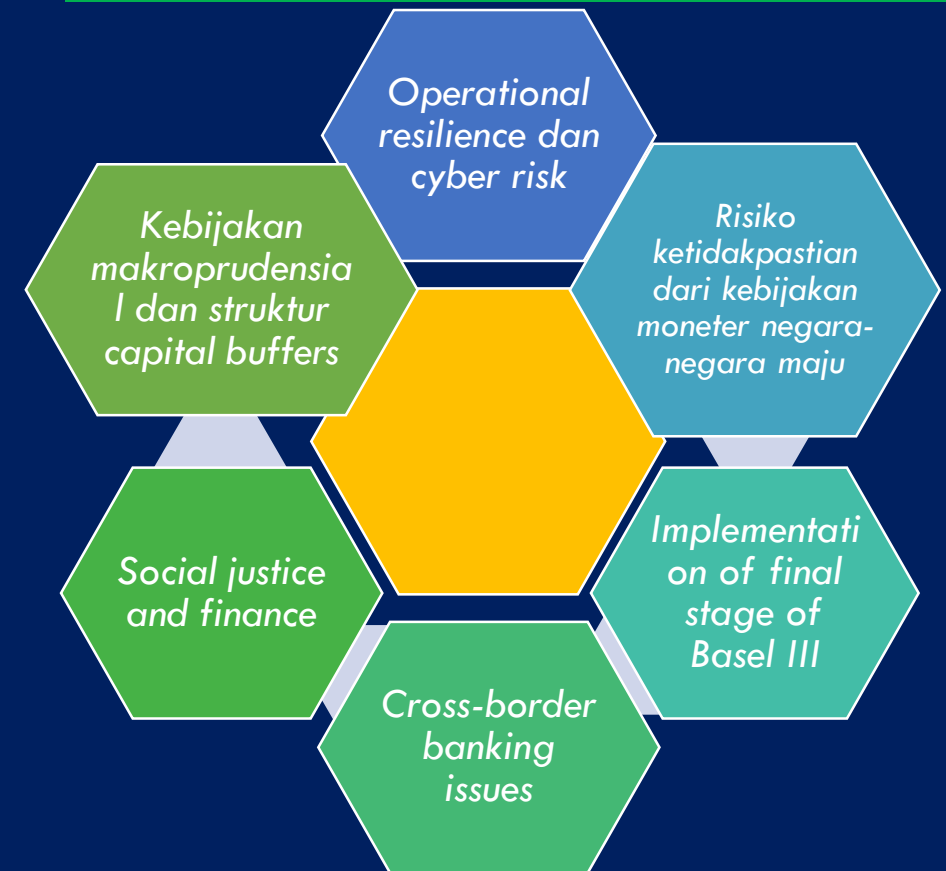 Operational
resilience dan
cyber risk
Risiko
ketidakpastian
dari kebijakan
moneter negara-
negara maju
Implementati
on of final
stage of
Basel III
Cross-border
banking
issues
Social justice
and finance
Kebijakan
makroprudensia
l dan struktur
capital buffers